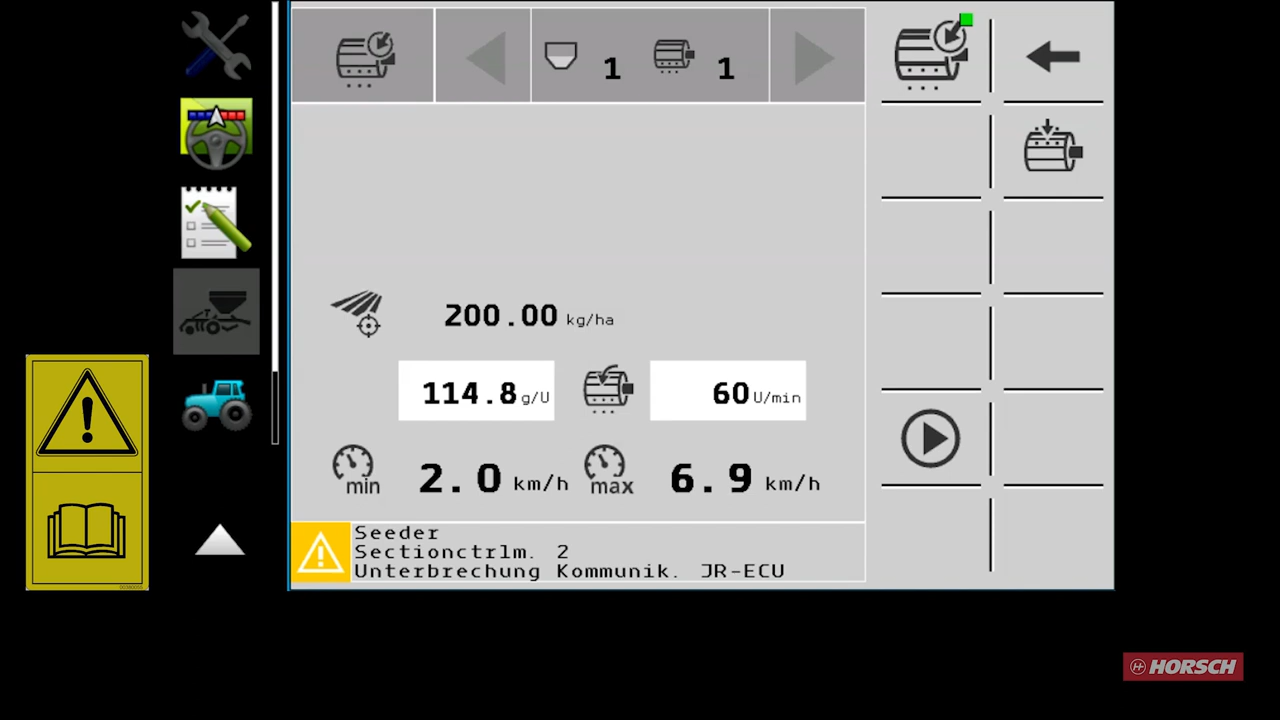 1 1
200.00 kg/ha
114.8 g/U 60 U/min
min 2.0 km/h max 6.9 km/h
Seeder
Sectionctrlm. 2
Unterbrechung Kommunik. JR-ECU
HORSCH